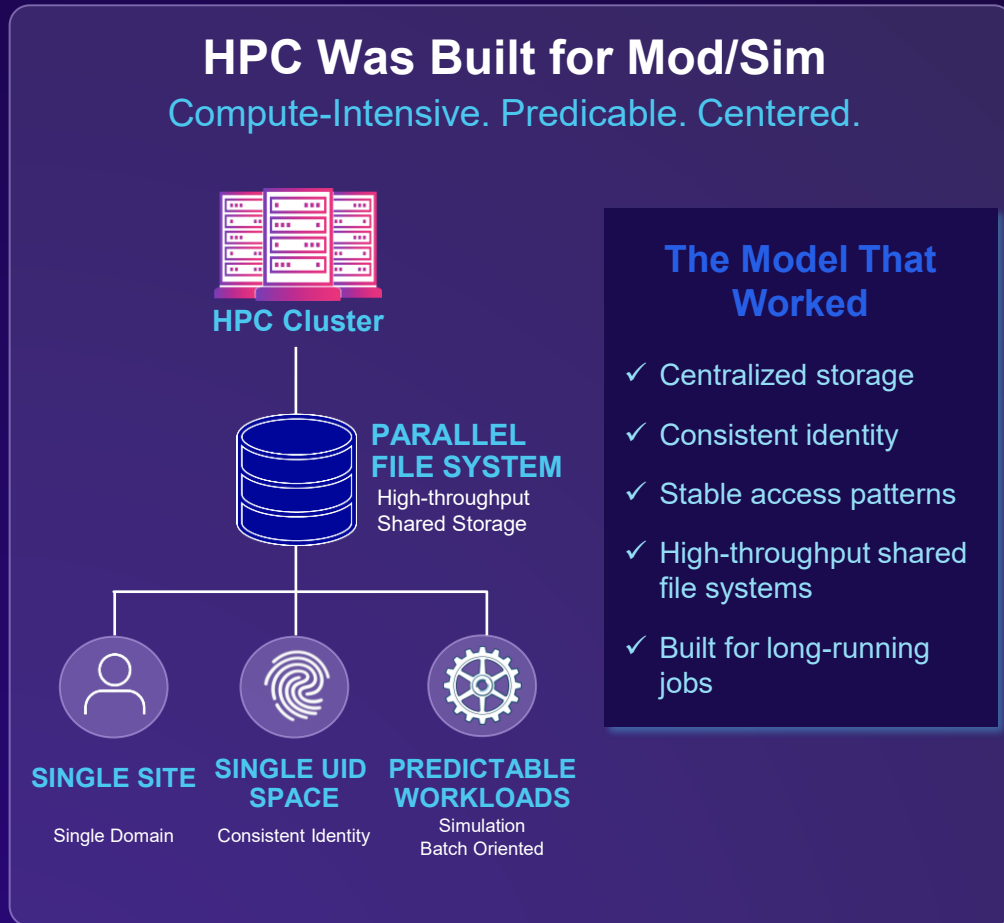 HPC Was Built for Mod/Sim
Compute-Intensive. Predicable. Centered.
HPC Cluster
PARALLEL
FILE SYSTEM
High-throughput
Shared Storage
SINGLE SITE
Single Domain
SINGLE UID
SPACE
Consistent Identity
PREDICTABLE
WORKLOADS
Simulation
Batch Oriented
The Model That
Worked
✓ Centralized storage
✓ Consistent identity
✓ Stable access patterns
✓ High-throughput shared
file systems
✓ Built for long-running
jobs